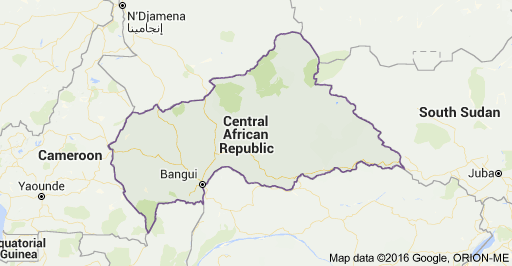 N'Djamena
إنجامينا
South Sudan
Central
African
Republic
Cameroon
Bangui
Juba
Yaounde
quatorial
Guinea
Map data ©2016 Google, ORION-ME